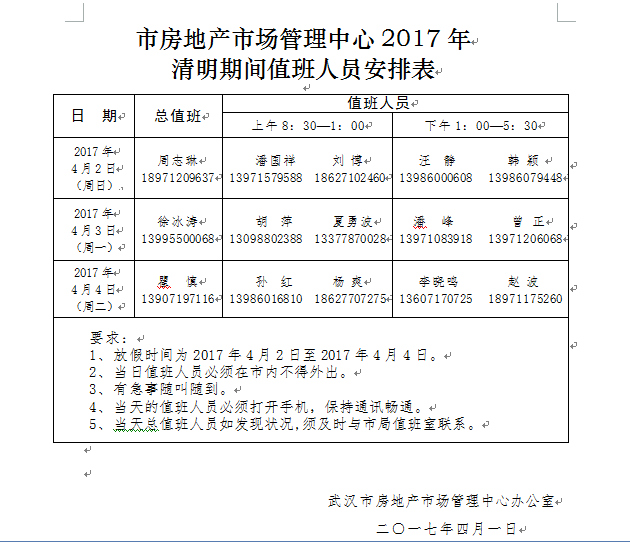 市房地产市场管理中心 2017 年
清明期间值班人员安排表
日 期 总值班 值班人员
上午 8：30—1：00 下午 1：00—5：30
2017 年
4 月 2 日
（周日）.
周志琳 潘国祥 刘 博 汪 静 韩 颖
18971209637 13971579588 18627102460 13986000608 13986079448
2017 年
4 月 3 日
（周一）
徐冰涛 胡 萍 夏勇波 潘 峰 曾 正
13995500068 13098802388 13377870028 13971083918 13971206068
2017 年
4 月 4 日
（周二）
瞿 慎 孙 红 杨 爽 李晓鸣 赵 波
13907197116 13986016810 18627707275 13607170725 18971175260
要求：
1、放假时间为 2017 年 4 月 2 日至 2017 年 4 月 4 日。
2、当日值班人员必须在市内不得外出。
3、有急事随叫随到。
4、当天的值班人员必须打开手机，保持通讯畅通。
5、当天总值班人员如发现状况,须及时与市局值班室联系。
武汉市房地产市场管理中心办公室
二〇一七年四月一日